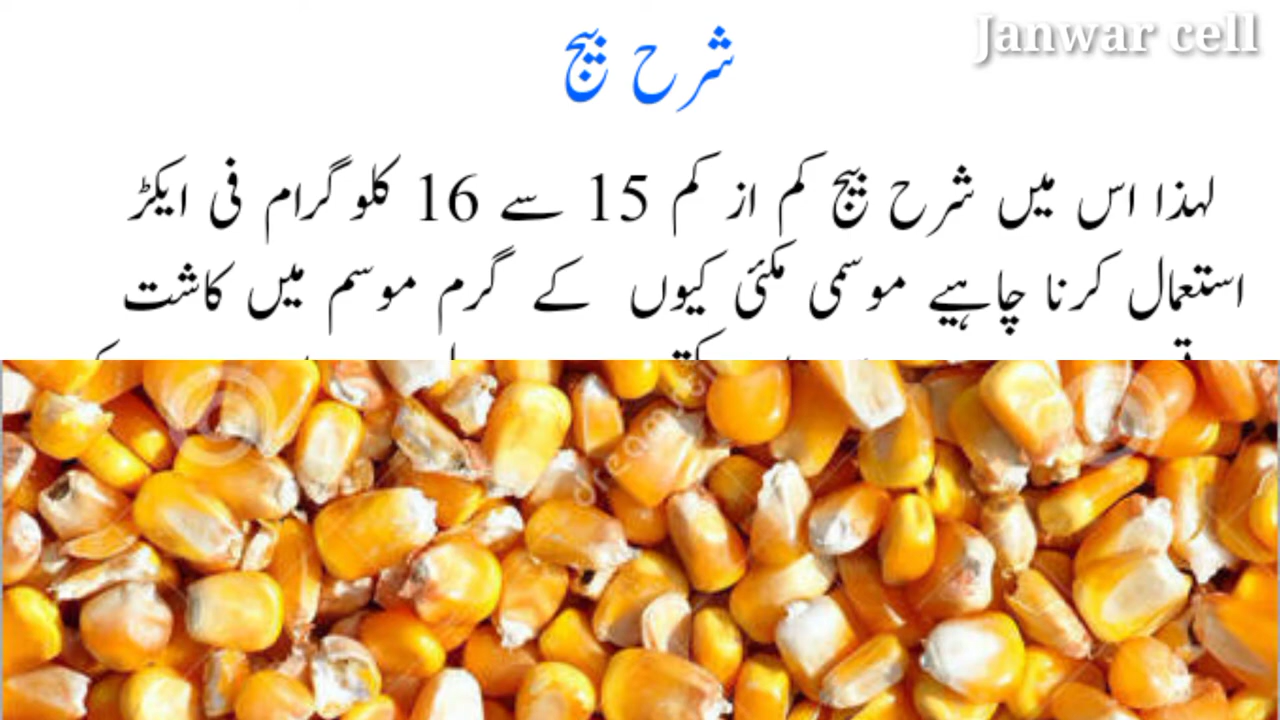 Janwar cell
شرح بیج
لہذا اس میں شرح بیج کم از کم 15 سے 16 کلوگرام فی ایکڑ
استعمال کرنا چاہیے موسمی مکئی کیوں کے گرم موسم میں کاشت